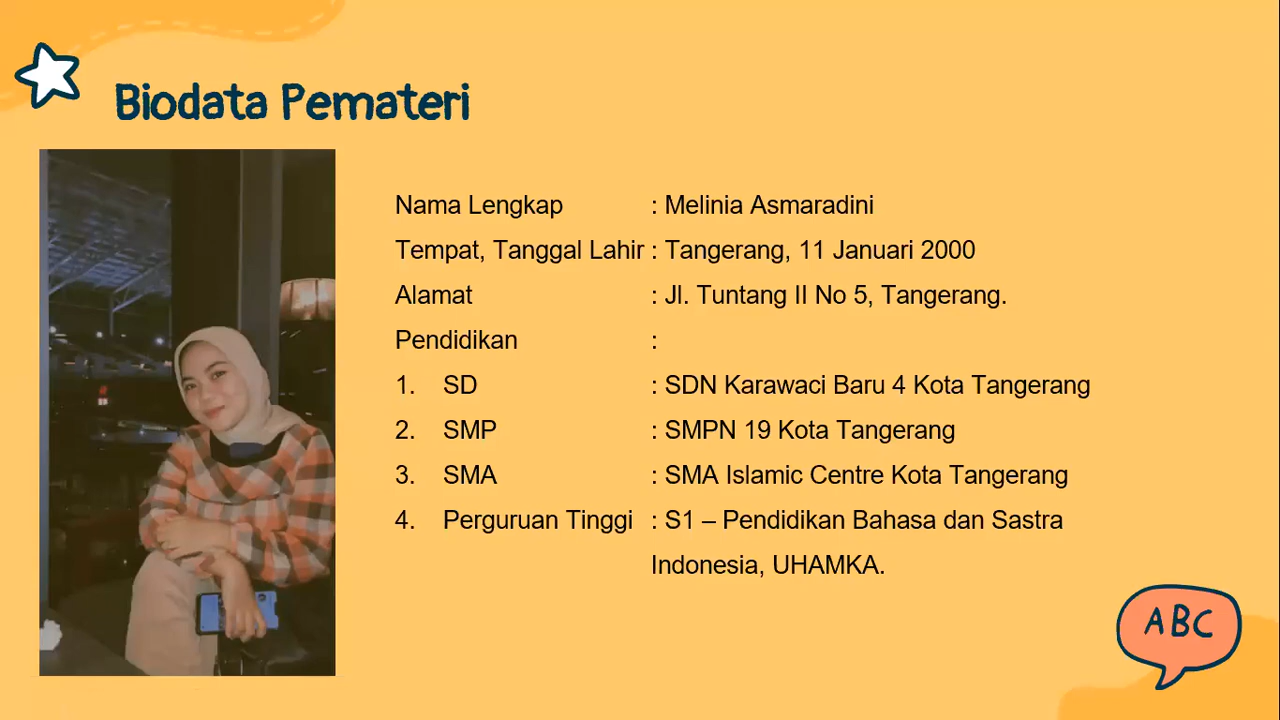 Biodata Pemateri
Nama Lengkap : Melinia Asmaradini
Tempat, Tanggal Lahir : Tangerang, 11 Januari 2000
Alamat : Jl. Tuntang II No 5, Tangerang.
Pendidikan :
1. SD : SDN Karawaci Baru 4 Kota Tangerang
2. SMP : SMPN 19 Kota Tangerang
3. SMA : SMA Islamic Centre Kota Tangerang
4. Perguruan Tinggi : S1 – Pendidikan Bahasa dan Sastra
Indonesia, UHAMKA.
ABC